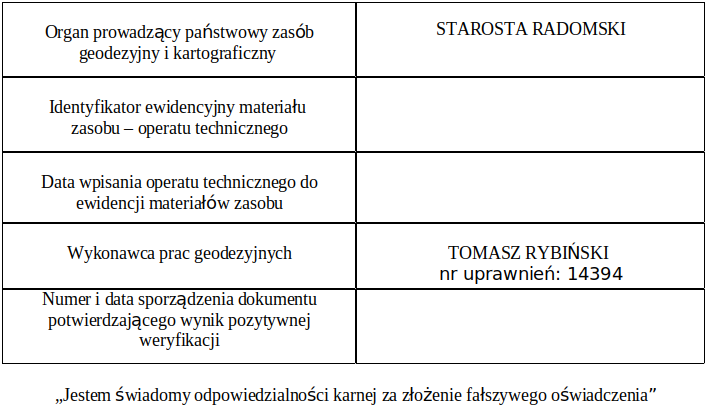 Organ prowadzący państwowy zasób
geodezyjny i kartograficzny
STAROSTA RADOMSKI
Identyfikator ewidencyjny materiału
zasobu – operatu technicznego
Data wpisania operatu technicznego do
ewidencji materiałów zasobu
Wykonawca prac geodezyjnych
TOMASZ RYBIŃSKI
nr uprawnień: 14394
Numer i data sporządzenia dokumentu
potwierdzającego wynik pozytywnej
weryfikacji
„Jestem świadomy odpowiedzialności karnej za złożenie fałszywego oświadczenia”